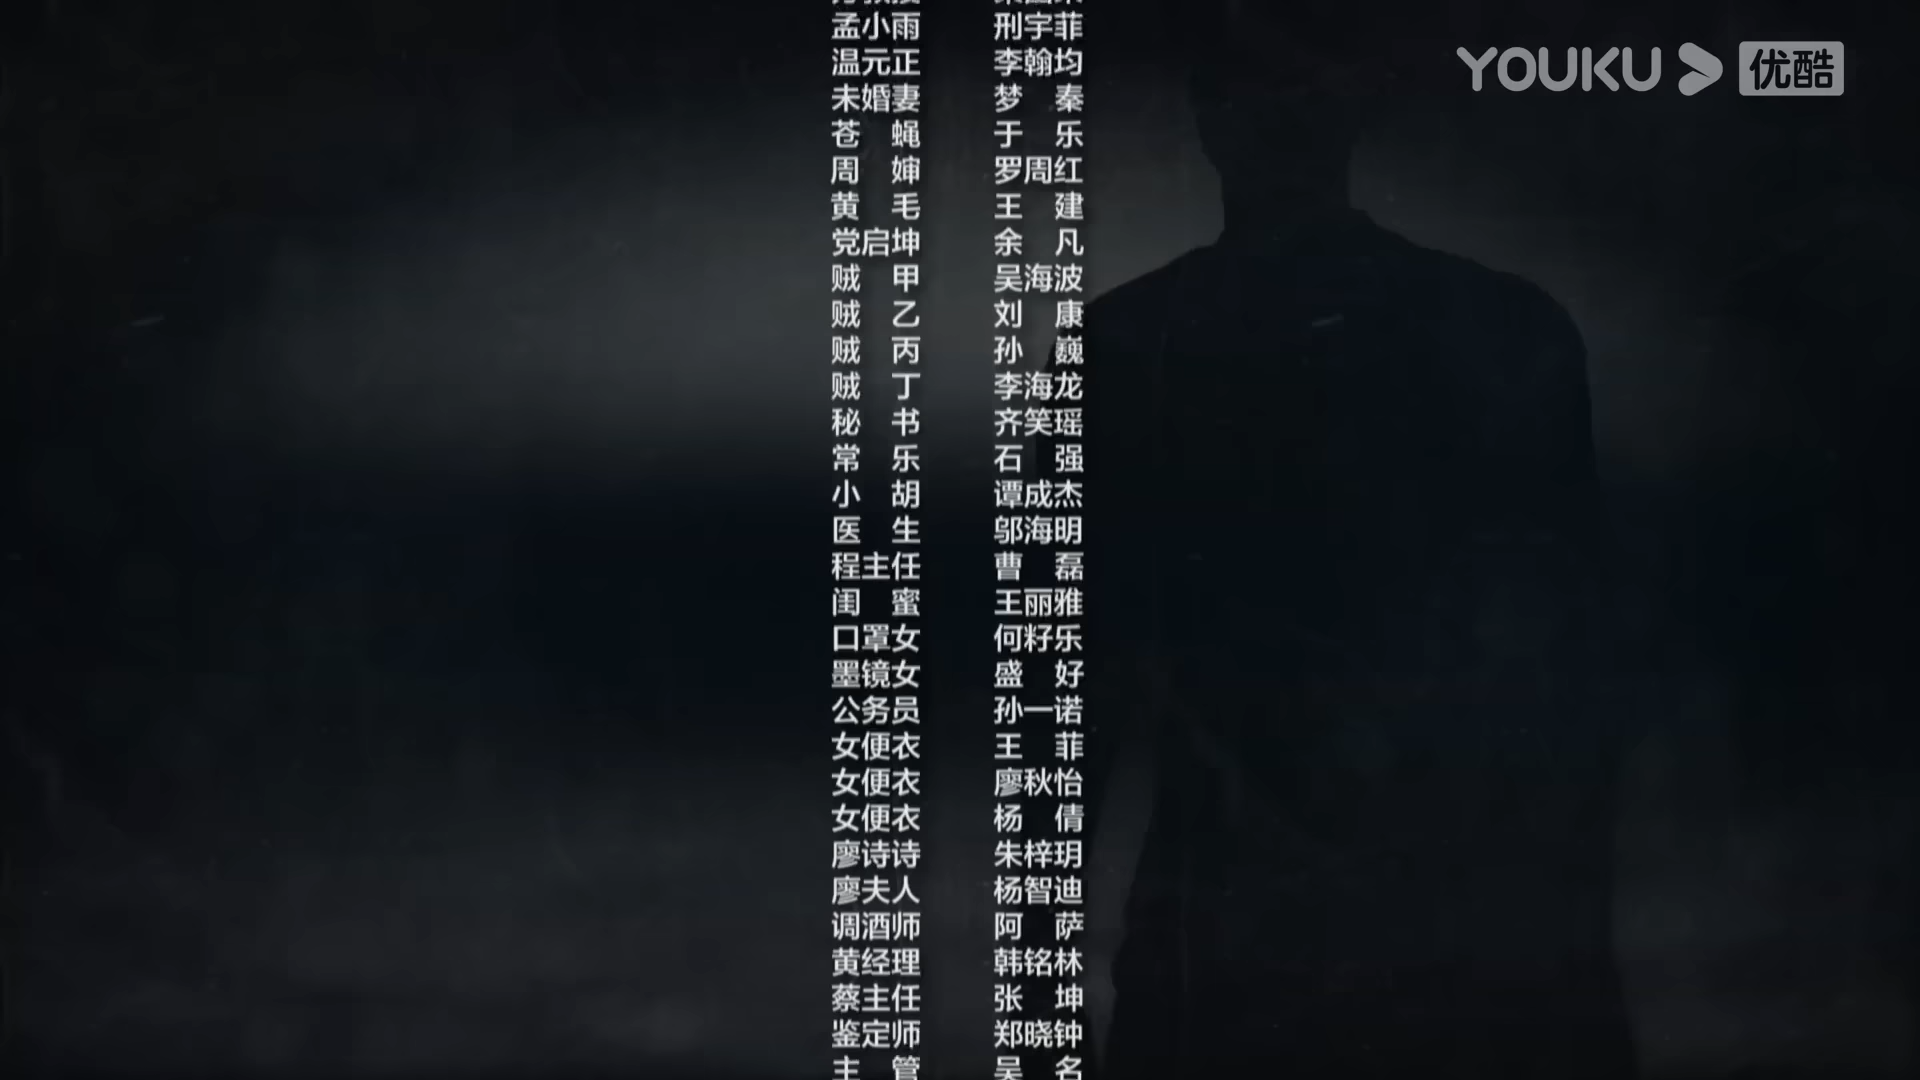 YOUKU 优酷
孟小雨 刑宇菲
温元正 李翰均
未婚妻 梦秦
苍蝇 于乐
周婶 罗周红
黄毛 王建
党启坤 余凡
贼甲 吴海波
贼乙 刘康
贼丙 孙巍
贼丁 李海龙
秘书 齐笑瑶
常乐 石强
小胡 谭成杰
医生 邬海明
程主任 曹磊
闺蜜 王丽雅
口罩女 何籽乐
墨镜女 盛好
公务员 孙一诺
女便衣 王菲
女便衣 廖秋怡
女便衣 杨倩
廖诗诗 朱梓玥
廖夫人 杨智迪
调酒师 阿萨
黄经理 韩铭林
蔡主任 张坤
鉴定师 郑晓钟
主管 吴名